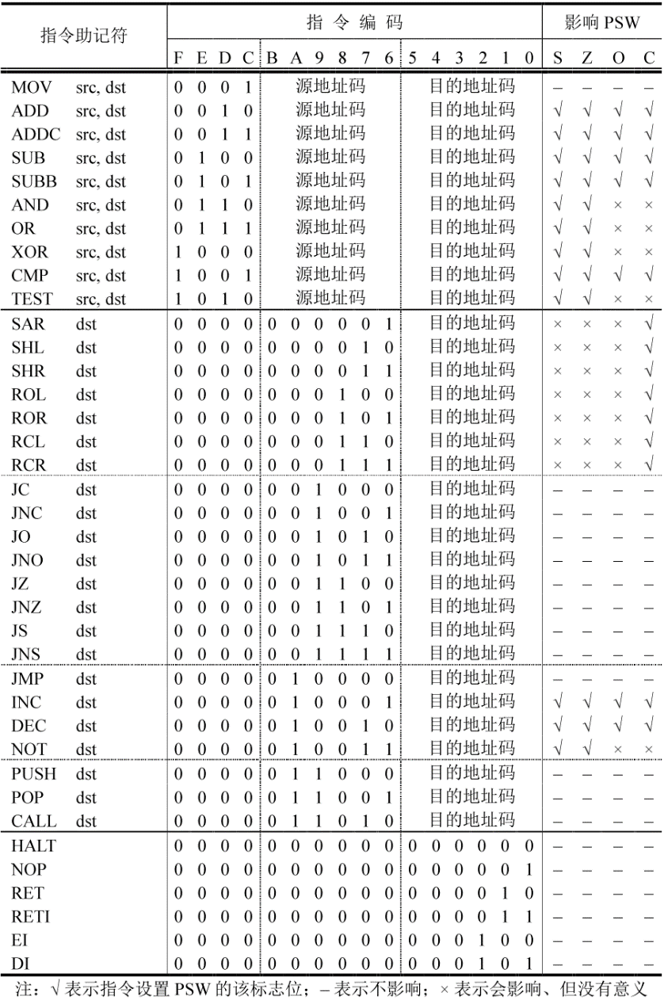 指令助记符 指 令 编 码 影响 PSW
F E D C B A 9 8 7 6 5 4 3 2 1 0 S Z O C
MOV src, dst 0 0 0 1 源地址码 目的地址码 – – – –
ADD src, dst 0 0 1 0 源地址码 目的地址码 √ √ √ √
ADDC src, dst 0 0 1 1 源地址码 目的地址码 √ √ √ √
SUB src, dst 0 1 0 0 源地址码 目的地址码 √ √ √ √
SUBB src, dst 0 1 0 1 源地址码 目的地址码 √ √ √ √
AND src, dst 0 1 1 0 源地址码 目的地址码 √ √ × ×
OR src, dst 0 1 1 1 源地址码 目的地址码 √ √ × ×
XOR src, dst 1 0 0 0 源地址码 目的地址码 √ √ × ×
CMP src, dst 1 0 0 1 源地址码 目的地址码 √ √ √ √
TEST src, dst 1 0 1 0 源地址码 目的地址码 √ √ × ×
SAR dst 0 0 0 0 0 0 0 0 0 1 目的地址码 × × × √
SHL dst 0 0 0 0 0 0 0 0 1 0 目的地址码 × × × √
SHR dst 0 0 0 0 0 0 0 0 1 1 目的地址码 × × × √
ROL dst 0 0 0 0 0 0 0 1 0 0 目的地址码 × × × √
ROR dst 0 0 0 0 0 0 0 1 0 1 目的地址码 × × × √
RCL dst 0 0 0 0 0 0 0 1 1 0 目的地址码 × × × √
RCR dst 0 0 0 0 0 0 0 1 1 1 目的地址码 × × × √
JC dst 0 0 0 0 0 0 1 0 0 0 目的地址码 – – – –
JNC dst 0 0 0 0 0 0 1 0 0 1 目的地址码 – – – –
JO dst 0 0 0 0 0 0 1 0 1 0 目的地址码 – – – –
JNO dst 0 0 0 0 0 0 1 0 1 1 目的地址码 – – – –
JZ dst 0 0 0 0 0 0 1 1 0 0 目的地址码 – – – –
JNZ dst 0 0 0 0 0 0 1 1 0 1 目的地址码 – – – –
JS dst 0 0 0 0 0 0 1 1 1 0 目的地址码 – – – –
JNS dst 0 0 0 0 0 0 1 1 1 1 目的地址码 – – – –
JMP dst 0 0 0 0 0 1 0 0 0 0 目的地址码 – – – –
INC dst 0 0 0 0 0 1 0 0 0 1 目的地址码 √ √ √ √
DEC dst 0 0 0 0 0 1 0 0 1 0 目的地址码 √ √ √ √
NOT dst 0 0 0 0 0 1 0 0 1 1 目的地址码 √ √ × ×
PUSH dst 0 0 0 0 0 1 1 0 0 0 目的地址码 – – – –
POP dst 0 0 0 0 0 1 1 0 0 1 目的地址码 – – – –
CALL dst 0 0 0 0 0 1 1 0 1 0 目的地址码 – – – –
HALT 0 0 0 0 0 0 0 0 0 0 0 0 0 0 0 0 – – – –
NOP 0 0 0 0 0 0 0 0 0 0 0 0 0 0 0 1 – – – –
RET 0 0 0 0 0 0 0 0 0 0 0 0 0 0 1 0 – – – –
RETI 0 0 0 0 0 0 0 0 0 0 0 0 0 0 1 1 – – – –
EI 0 0 0 0 0 0 0 0 0 0 0 0 0 1 0 0 – – – –
DI 0 0 0 0 0 0 0 0 0 0 0 0 0 1 0 1 – – – –
注：√ 表示指令设置 PSW 的该标志位；– 表示不影响；× 表示会影响、但没有意义